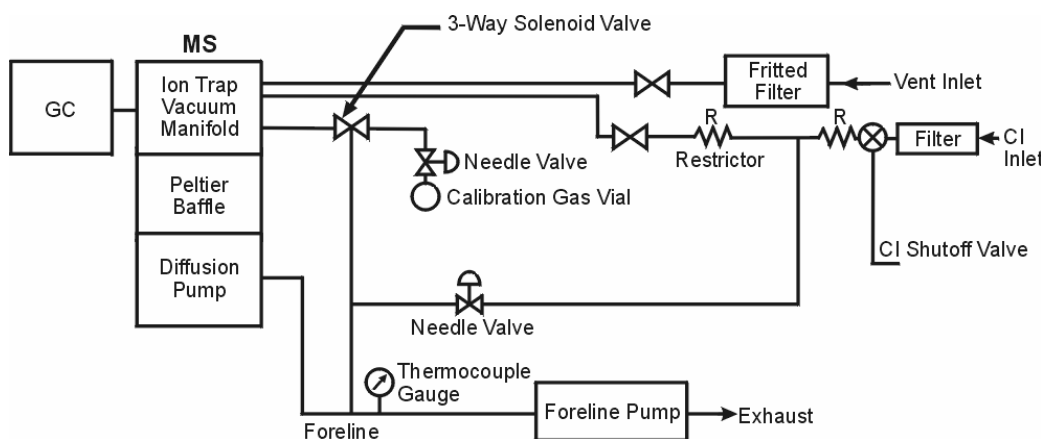 3-Way Solenoid Valve
MS
GC
Ion Trap
Vacuum
Manifold
Fritted
Filter
Vent Inlet
R
R
Restrictor
Filter
CI
Inlet
Needle Valve
Calibration Gas Vial
Peltier
Baffle
CI Shutoff Valve
Diffusion
Pump
Needle Valve
Thermocouple
Gauge
Foreline Pump
Exhaust
Foreline